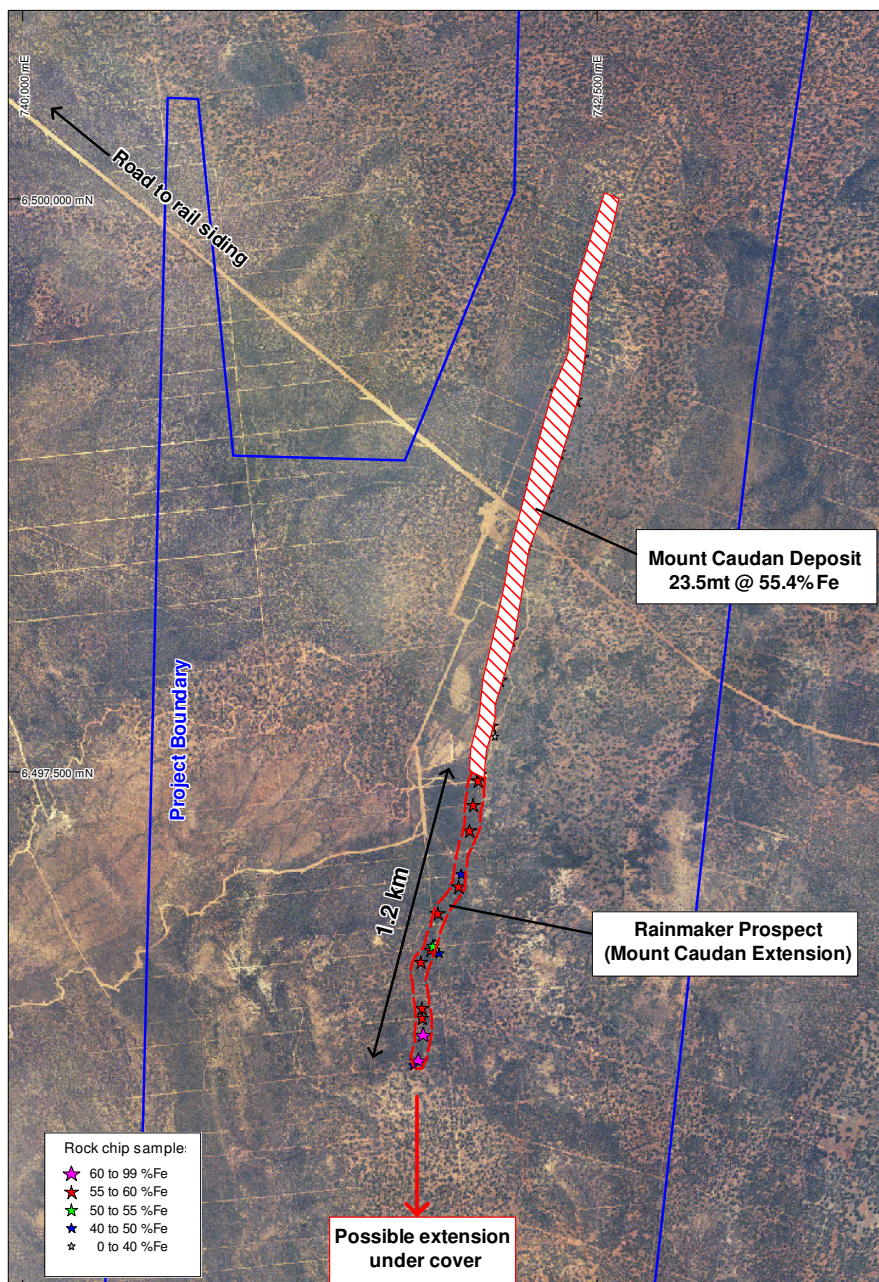 740,000 mE
742,500 mE
Road to rail siding
6,500,000 mN
Mount Caudan Deposit
23.5mt @ 55.4%Fe
Project Boundary
6,497,500 mN
1.2 km
Rainmaker Prospect
(Mount Caudan Extension)
Rock chip samples
60 to 99 %Fe
55 to 60 %Fe
50 to 55 %Fe
40 to 50 %Fe
0 to 40 %Fe
Possible extension
under cover